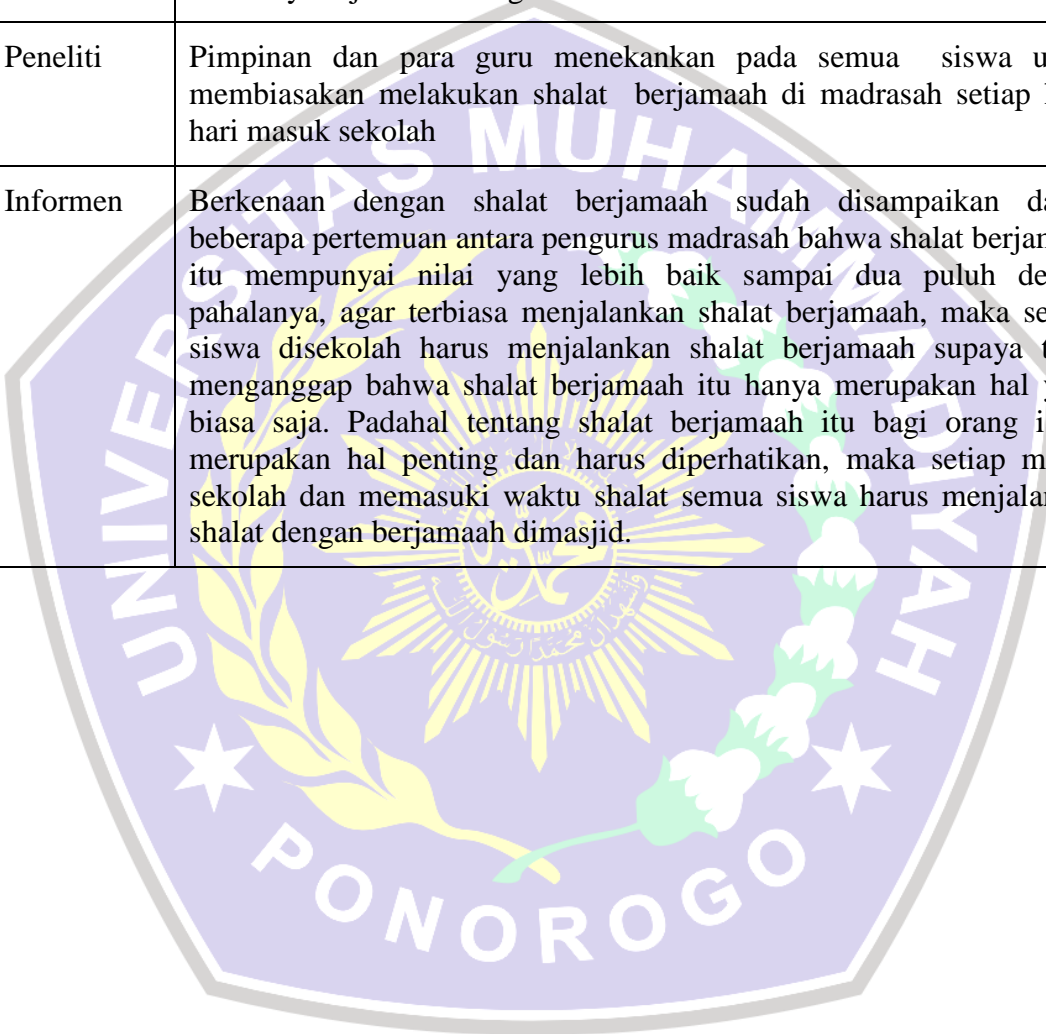 Peneliti
Pimpinan dan para guru menekankan pada semua siswa u
membiasakan melakukan shalat berjamaah di madrasah setiap
hari masuk sekolah
Informen
Berkenaan dengan shalat berjamaah sudah disampaikan da
beberapa pertemuan antara pengurus madrasah bahwa shalat berjam
itu mempunyai nilai yang lebih baik sampai dua puluh de
pahalanya, agar terbiasa menjalankan shalat berjamaah, maka se
siswa disekolah harus menjalankan shalat berjamaah supaya t
menganggap bahwa shalat berjamaah itu hanya merupakan hal y
biasa saja. Padahal tentang shalat berjamaah itu bagi orang i
merupakan hal penting dan harus diperhatikan, maka setiap m
sekolah dan memasuki waktu shalat semua siswa harus menjalan
shalat dengan berjamaah dimasjid.
UNIVERSITAS MUHAMMADIYAH
PONOROGO